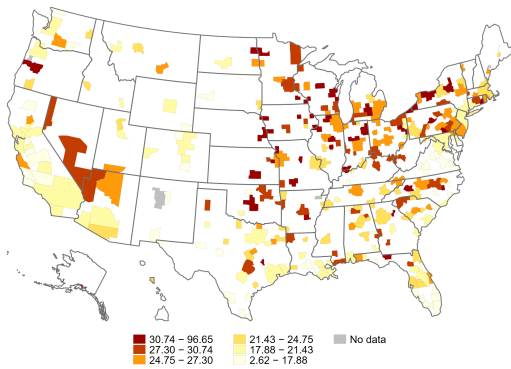 30.74 − 96.65
27.30 − 30.74
24.75 − 27.30
21.43 − 24.75
17.88 − 21.43
2.62 − 17.88
No data